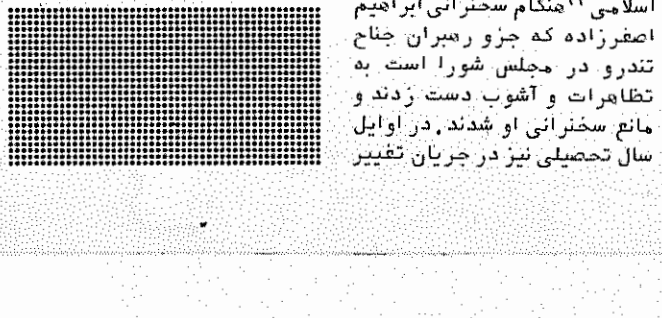 اسلامی" هنگام سخنرانی ابراهیم
اصغرزاده که جزو رهبران جناح
تندرو در مجلس شورا است به
تظاهرات و آشوب دست زدند و
مانع سخنرانی او شدند. در اوایل
سال تحصیلی نیز در جریان تغییر